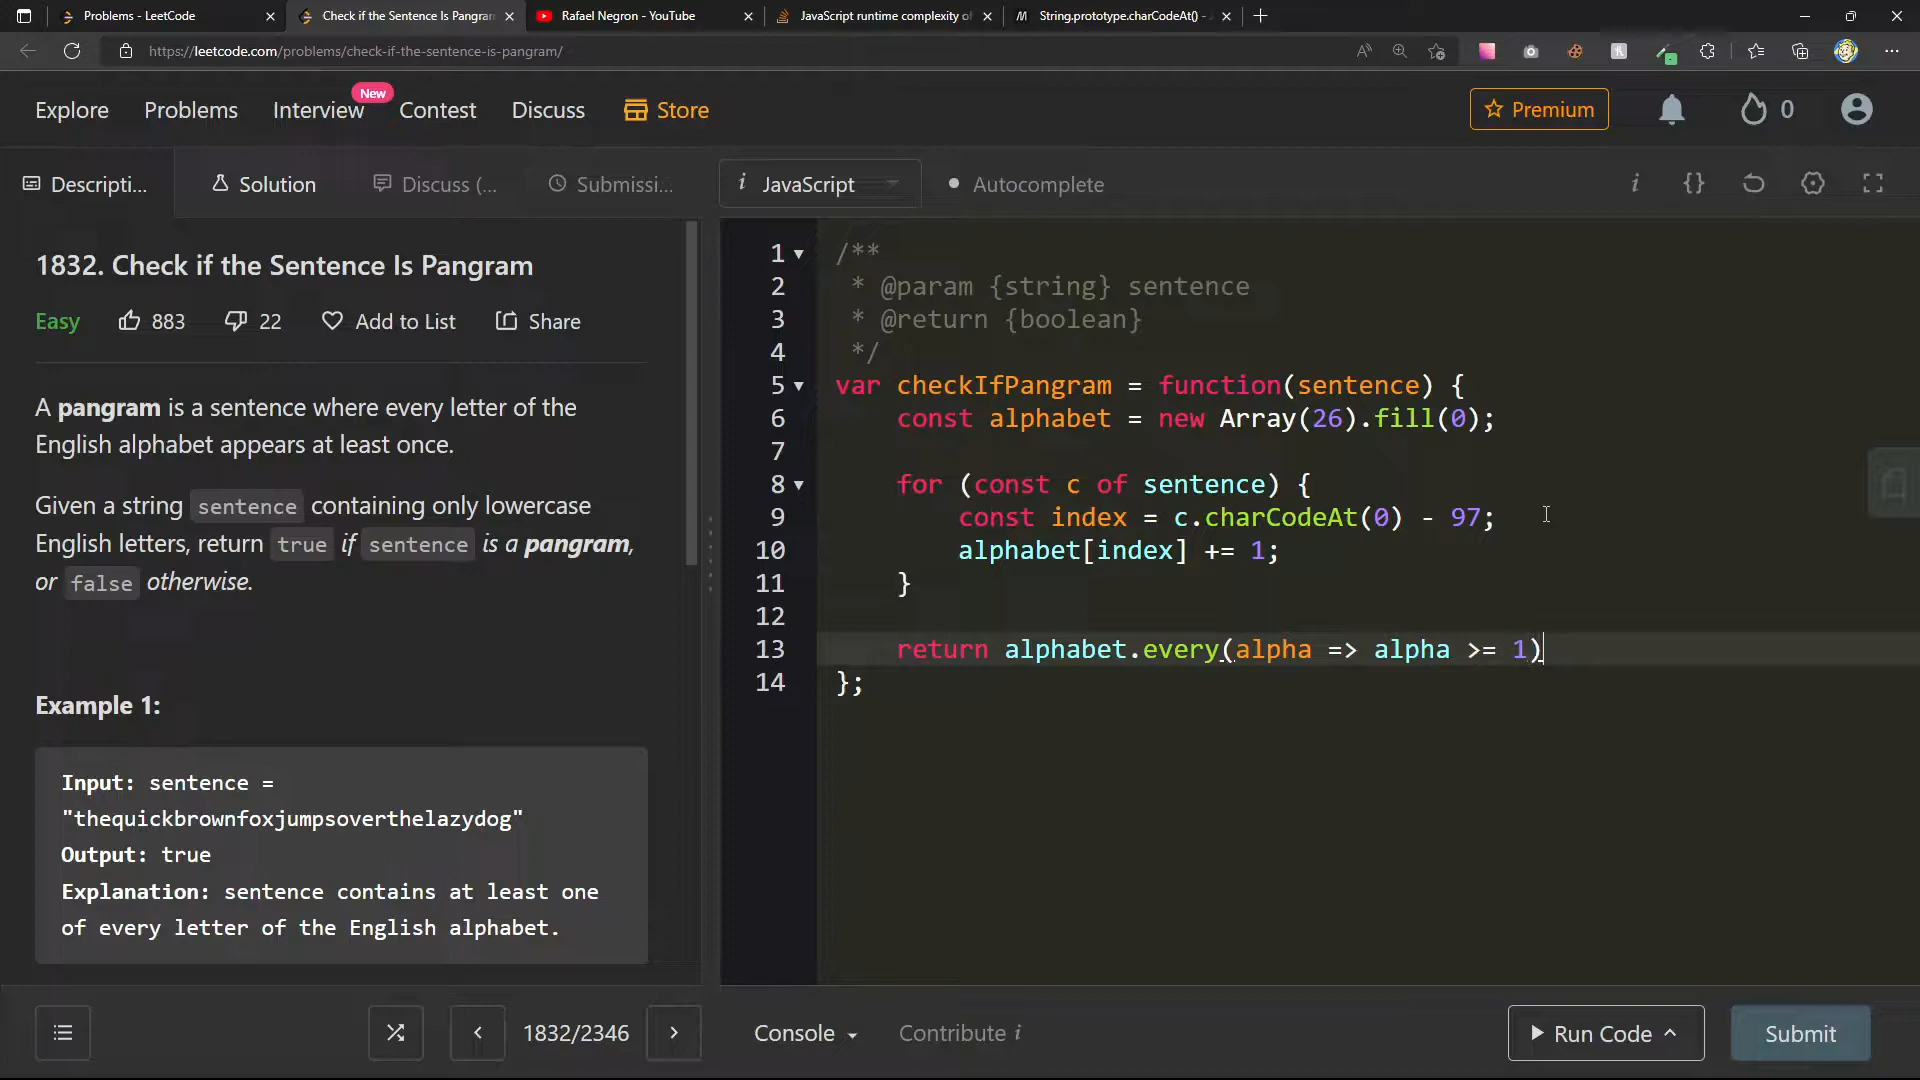 Problems - LeetCode
Check if the Sentence Is Pangram
Rafael Negron - YouTube
JavaScript runtime complexity of
String.prototype.charCodeAt() -
https://leetcode.com/problems/check-if-the-sentence-is-pangram/
Explore
Problems
Interview
New
Contest
Discuss
Store
Premium
0
Descripti...
Solution
Discuss (...
Submissi...
i JavaScript
Autocomplete
i {}
1832. Check if the Sentence Is Pangram
Easy
883
22
Add to List
Share
A pangram is a sentence where every letter of the
English alphabet appears at least once.
Given a string sentence containing only lowercase
English letters, return true if sentence is a pangram,
or false otherwise.
Example 1:
Input: sentence =
"thequickbrownfoxjumpsoverthelazydog"
Output: true
Explanation: sentence contains at least one
of every letter of the English alphabet.
1 /**
2 * @param {string} sentence
3 * @return {boolean}
4 */
5 var checkIfPangram = function(sentence) {
6 const alphabet = new Array(26).fill(0);
7
8 for (const c of sentence) {
9 const index = c.charCodeAt(0) - 97;
10 alphabet[index] += 1;
11 }
12
13 return alphabet.every(alpha => alpha >= 1)
14 };
1832/2346
Console
Contribute i
Run Code
Submit